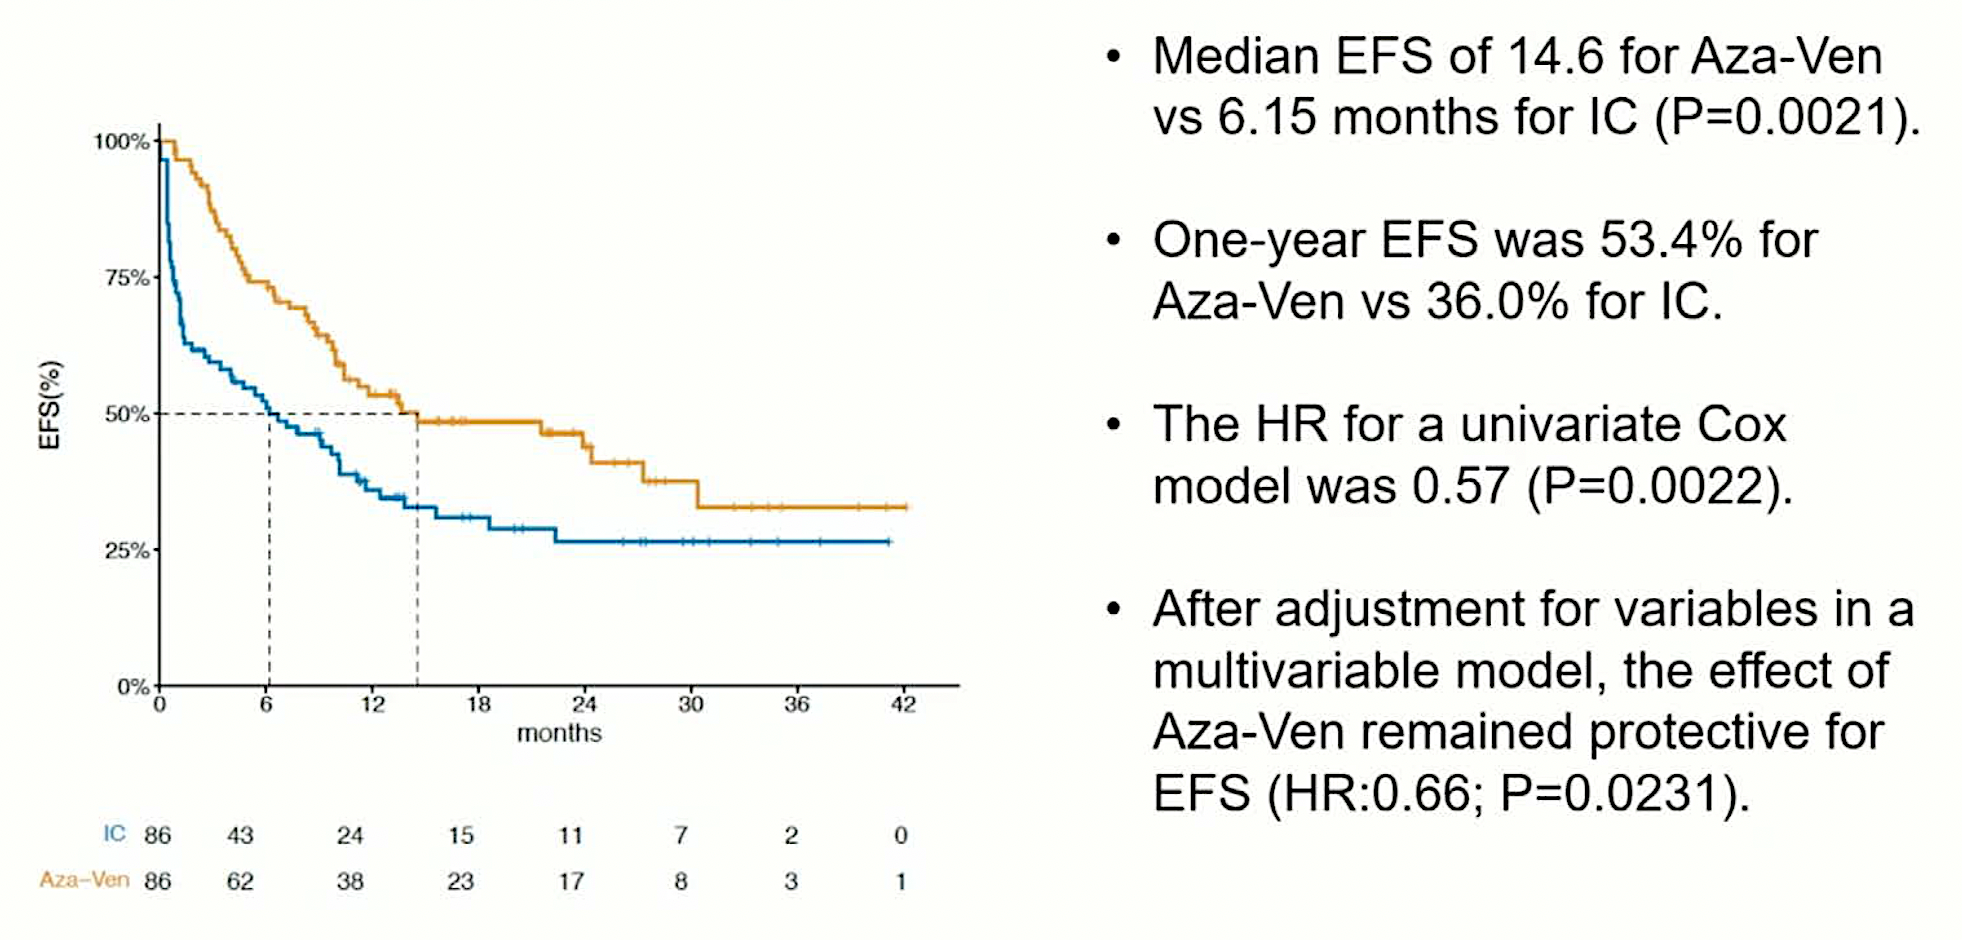 100%
75%
50%
25%
0%
EFS(%)
0 6 12 18 24 30 36 42
months
IC 86 43 24 15 11 7 2 0
Aza-Ven 86 62 38 23 17 8 3 1
• Median EFS of 14.6 for Aza-Ven
vs 6.15 months for IC (P=0.0021).
• One-year EFS was 53.4% for
Aza-Ven vs 36.0% for IC.
• The HR for a univariate Cox
model was 0.57 (P=0.0022).
• After adjustment for variables in a
multivariable model, the effect of
Aza-Ven remained protective for
EFS (HR:0.66; P=0.0231).